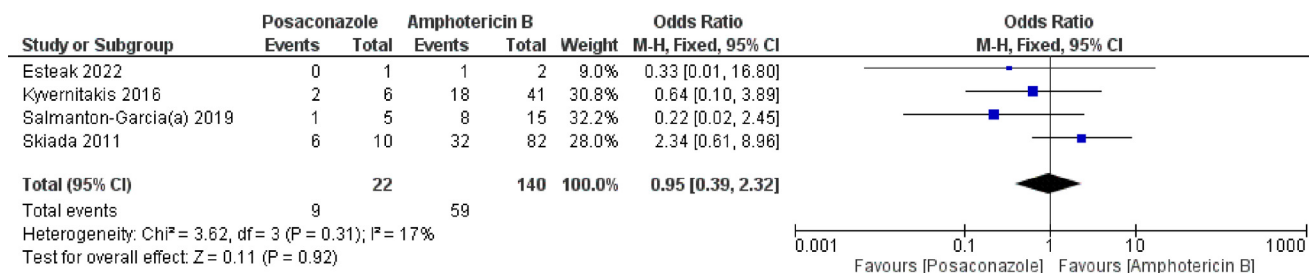 Posaconazole Amphotericin B Odds Ratio Odds Ratio
Study or Subgroup Events Total Events Total Weight M-H, Fixed, 95% CI M-H, Fixed, 95% CI
Esteak 2022 0 1 1 2 9.0% 0.33 [0.01, 16.80]
Kyvernitakis 2016 2 6 18 41 30.8% 0.64 [0.10, 3.89]
Salmanton-Garcia(a) 2019 1 5 8 15 32.2% 0.22 [0.02, 2.45]
Skiada 2011 6 10 32 82 28.0% 2.34 [0.61, 8.96]
Total (95% CI) 22 140 100.0% 0.95 [0.39, 2.32]
Total events 9 59
Heterogeneity: Chi² = 3.62, df = 3 (P = 0.31); I² = 17%
Test for overall effect: Z = 0.11 (P = 0.92)
0.001 0.1 1 10 1000
Favours [Posaconazole] Favours [Amphotericin B]